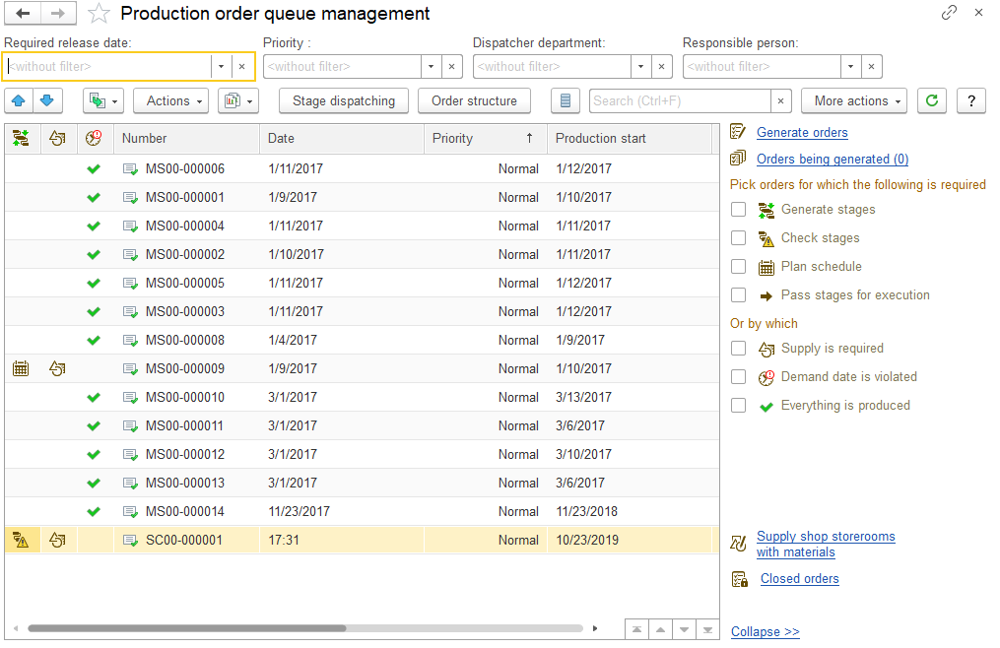 Production order queue management
Required release date: Priority : Dispatcher department: Responsible person:
<without filter> <without filter> <without filter> <without filter>
Actions Stage dispatching Order structure Search (Ctrl+F) More actions ?
Number Date Priority ↑ Production start
MS00-000006 1/11/2017 Normal 1/12/2017
MS00-000001 1/9/2017 Normal 1/10/2017
MS00-000004 1/11/2017 Normal 1/11/2017
MS00-000002 1/10/2017 Normal 1/11/2017
MS00-000005 1/11/2017 Normal 1/12/2017
MS00-000003 1/11/2017 Normal 1/12/2017
MS00-000008 1/4/2017 Normal 1/9/2017
MS00-000009 1/9/2017 Normal 1/10/2017
MS00-000010 3/1/2017 Normal 3/13/2017
MS00-000011 3/1/2017 Normal 3/6/2017
MS00-000012 3/1/2017 Normal 3/10/2017
MS00-000013 3/1/2017 Normal 3/6/2017
MS00-000014 11/23/2017 Normal 11/23/2018
SC00-000001 17:31 Normal 10/23/2019
Generate orders
Orders being generated (0)
Pick orders for which the following is required
Generate stages
Check stages
Plan schedule
Pass stages for execution
Or by which
Supply is required
Demand date is violated
Everything is produced
Supply shop storerooms
with materials
Closed orders
Collapse >>